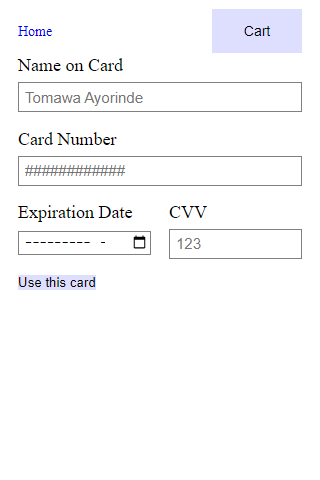 Home Cart
Name on Card
Tomawa Ayorinde
Card Number
############
Expiration Date CVV
--------- - 123
Use this card